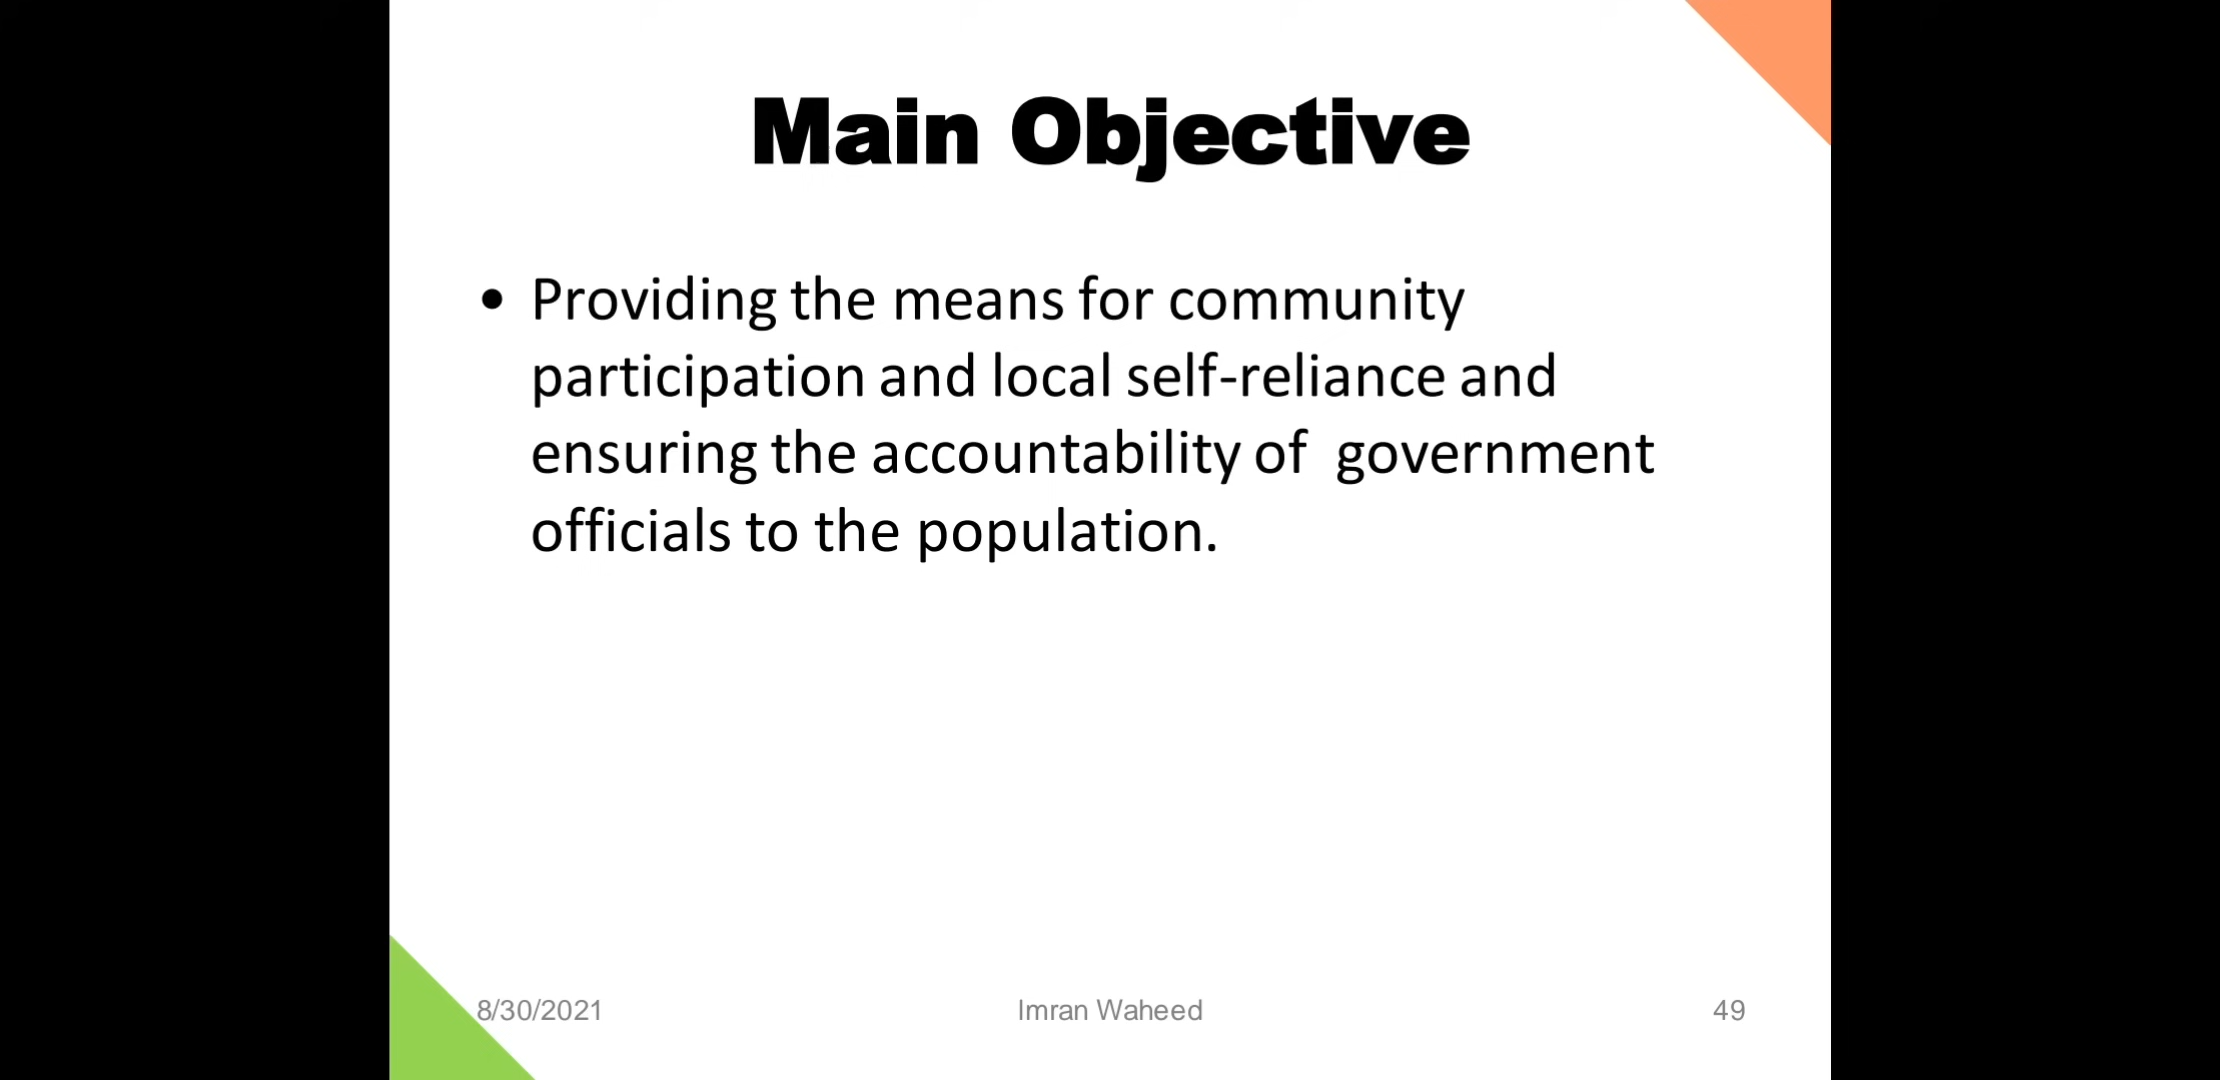 Main Objective
• Providing the means for community
participation and local self-reliance and
ensuring the accountability of  government
officials to the population.
8/30/2021
Imran Waheed
49